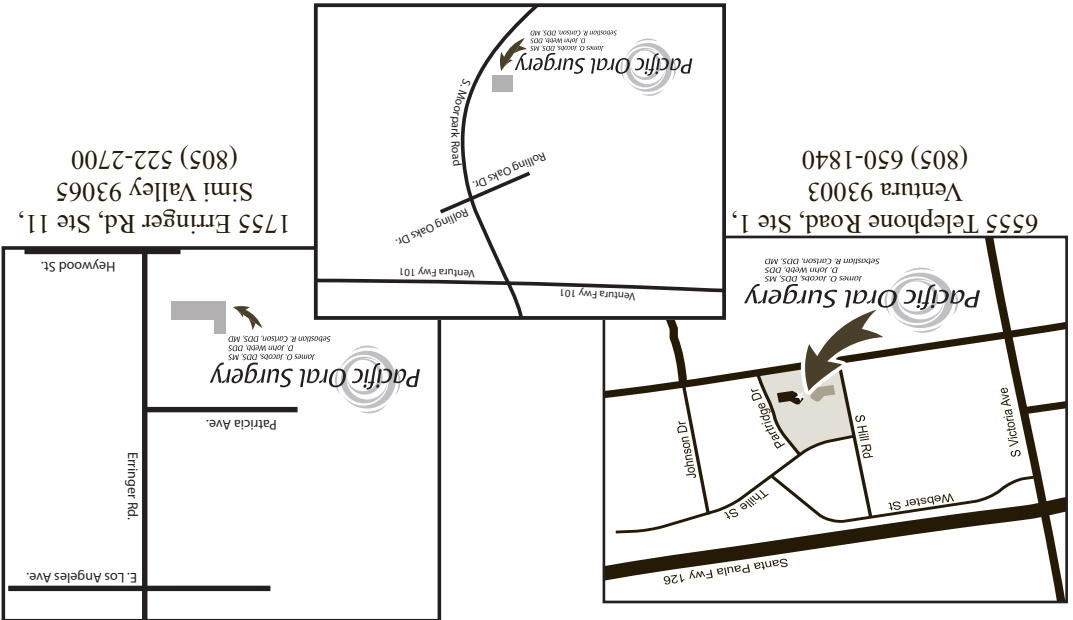 Santa Paula Fwy 126
Webster St
Thille St
S Victoria Ave
S Hill Rd
Partridge Dr
Johnson Dr
Pacific Oral Surgery
James O. Jacobs, DDS, MS
D. John Webb, DDS
Sebastian R. Carlson, DDS, MD
6555 Telephone Road, Ste 1,
Ventura 93003
(805) 650-1840
Ventura Fwy 101
Ventura Fwy 101
Rolling Oaks Dr.
Rolling Oaks Dr.
S. Moorpark Road
Pacific Oral Surgery
James O. Jacobs, DDS, MS
D. John Webb, DDS
Sebastian R. Carlson, DDS, MD
E. Los Angeles Ave.
Erringer Rd.
Patricia Ave.
Pacific Oral Surgery
James O. Jacobs, DDS, MS
D. John Webb, DDS
Sebastian R. Carlson, DDS, MD
Heywood St.
1755 Erringer Rd, Ste 11,
Simi Valley 93065
(805) 522-2700